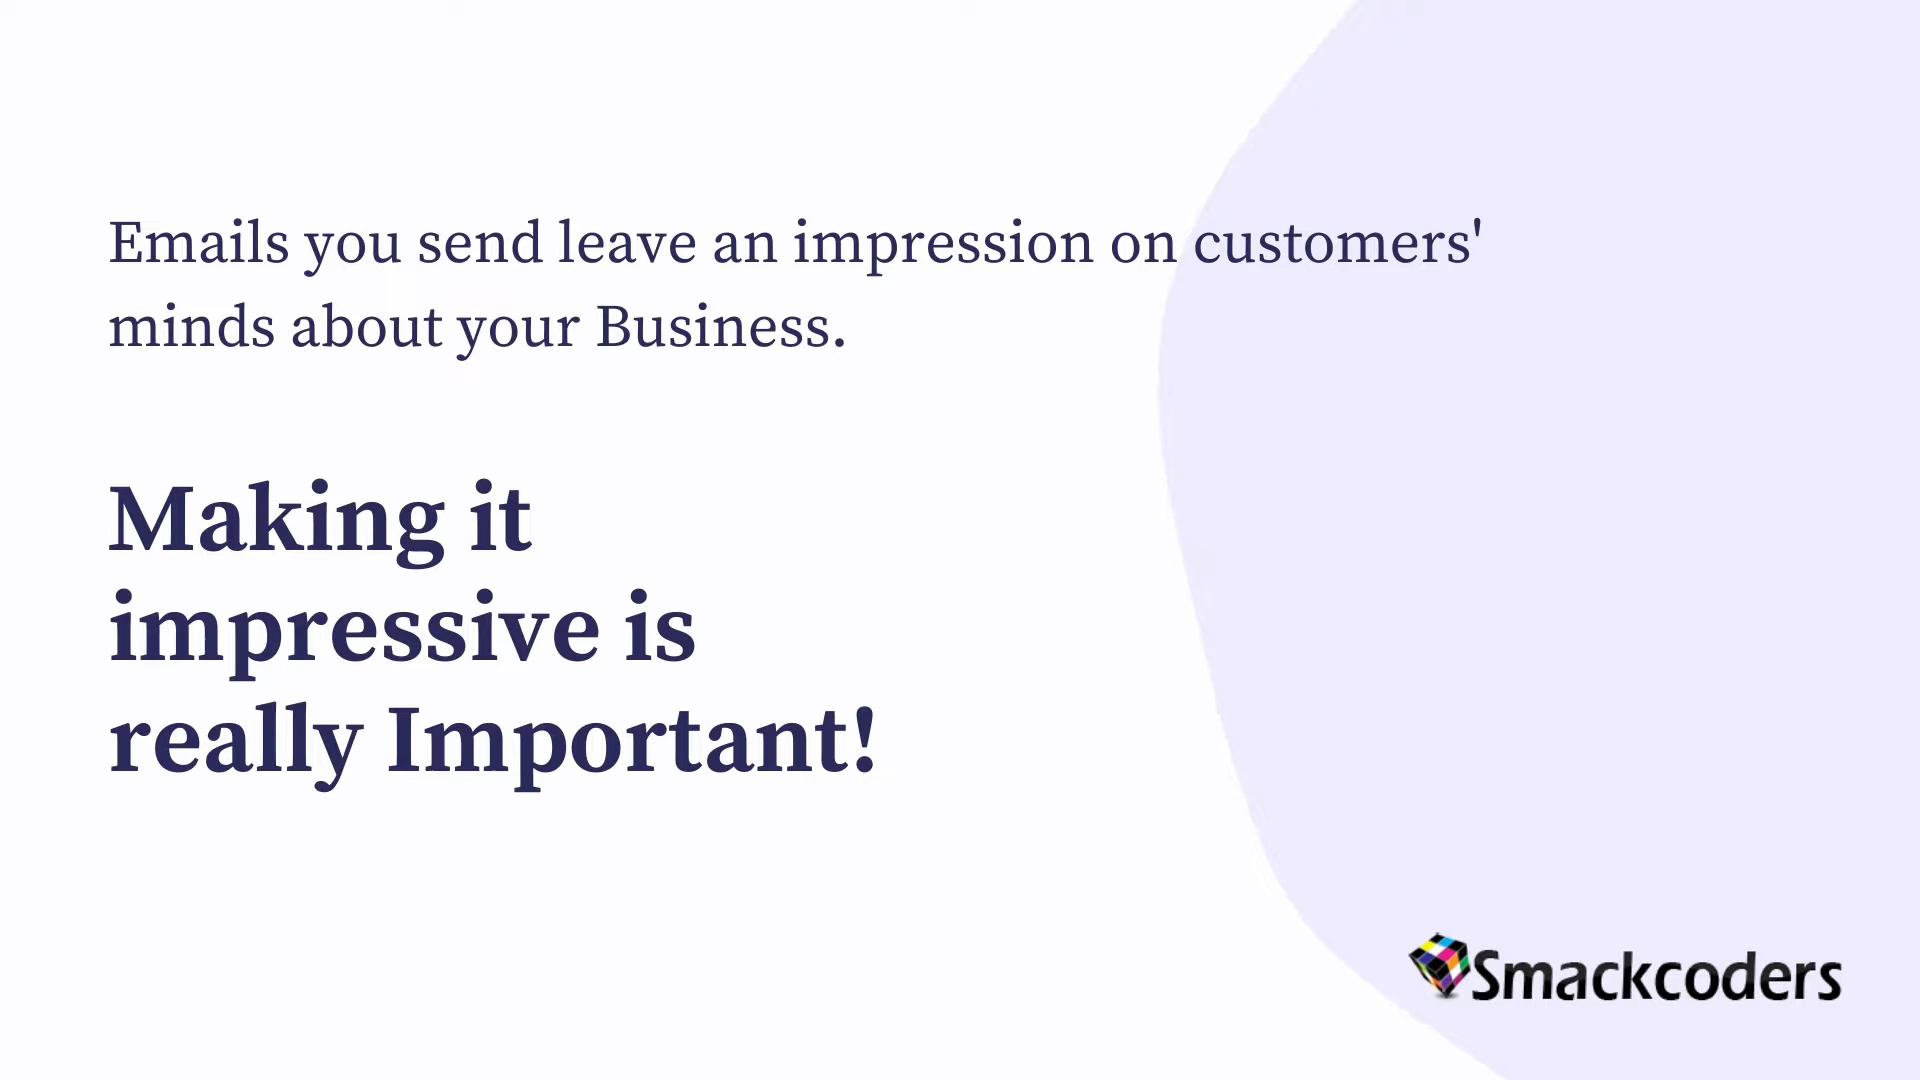 Emails you send leave an impression on customers'
minds about your Business.
Making it
impressive is
really Important!
Smackcoders